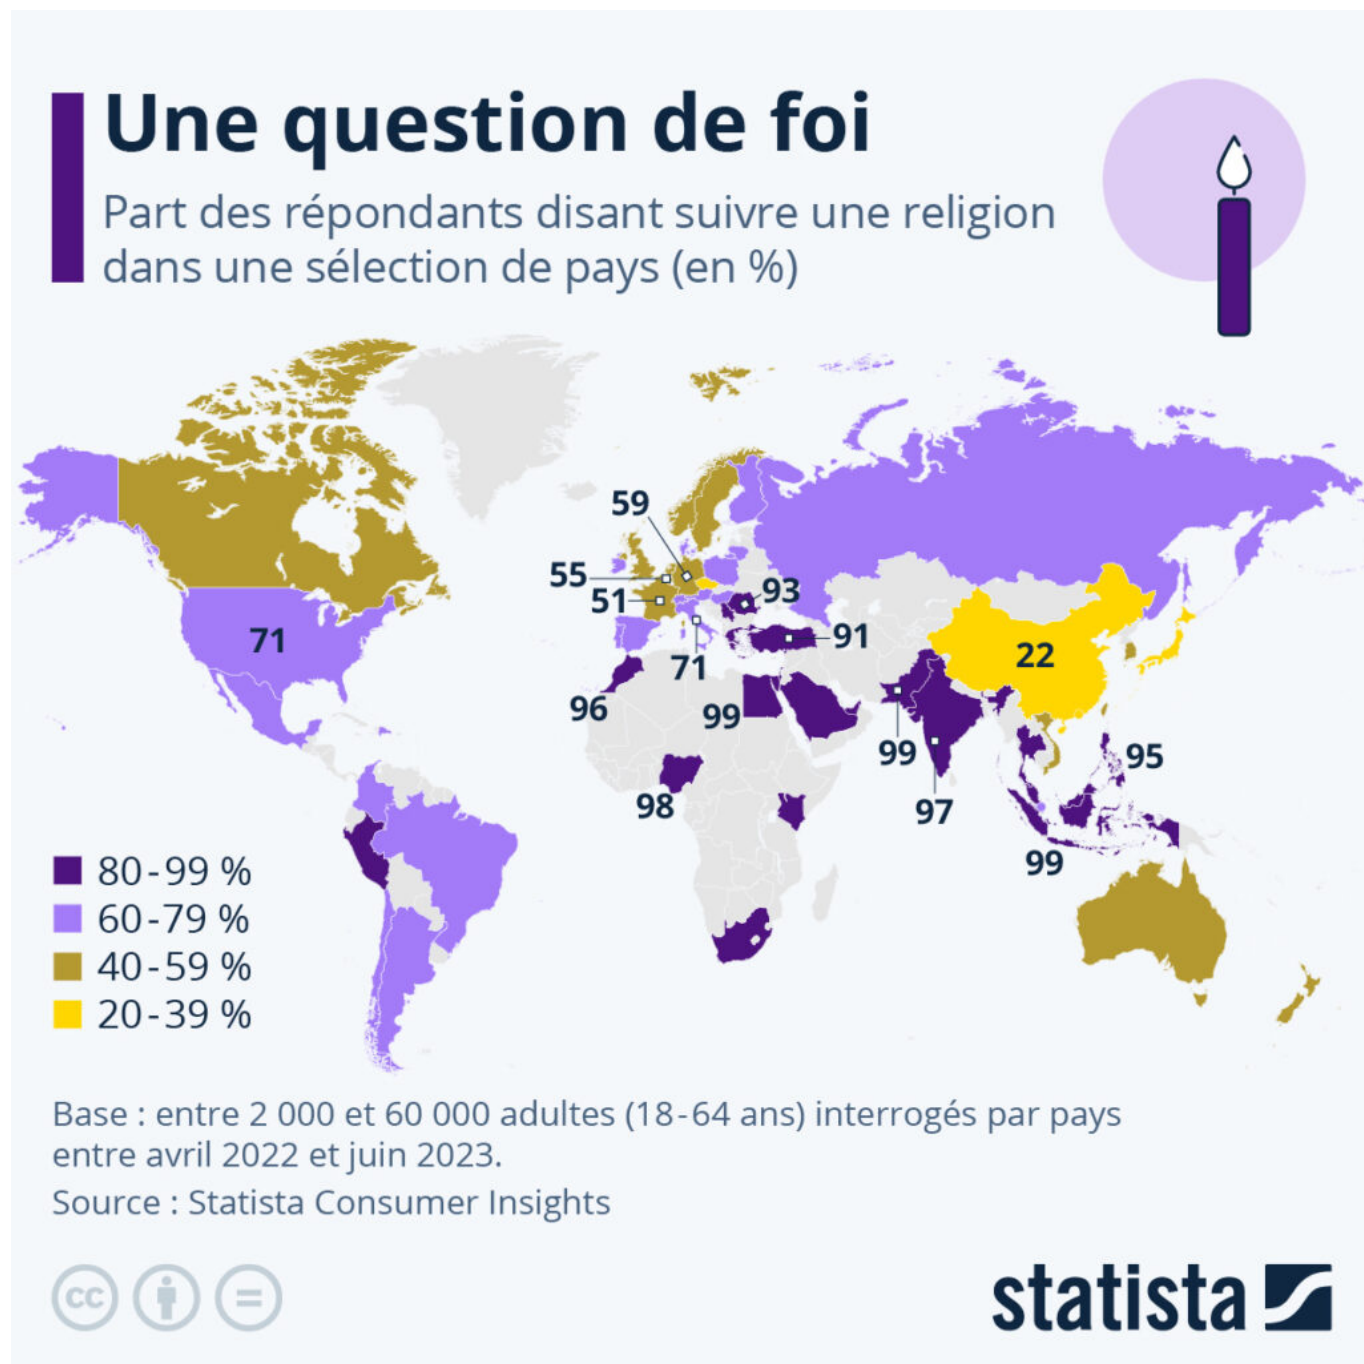 Une question de foi
Part des répondants disant suivre une religion
dans une sélection de pays (en %)
59
55
51
93
91
71
71
22
96
99
99
95
98
97
99
80-99 %
60-79 %
40-59 %
20-39 %
Base : entre 2 000 et 60 000 adultes (18-64 ans) interrogés par pays
entre avril 2022 et juin 2023.
Source : Statista Consumer Insights
cc
statista